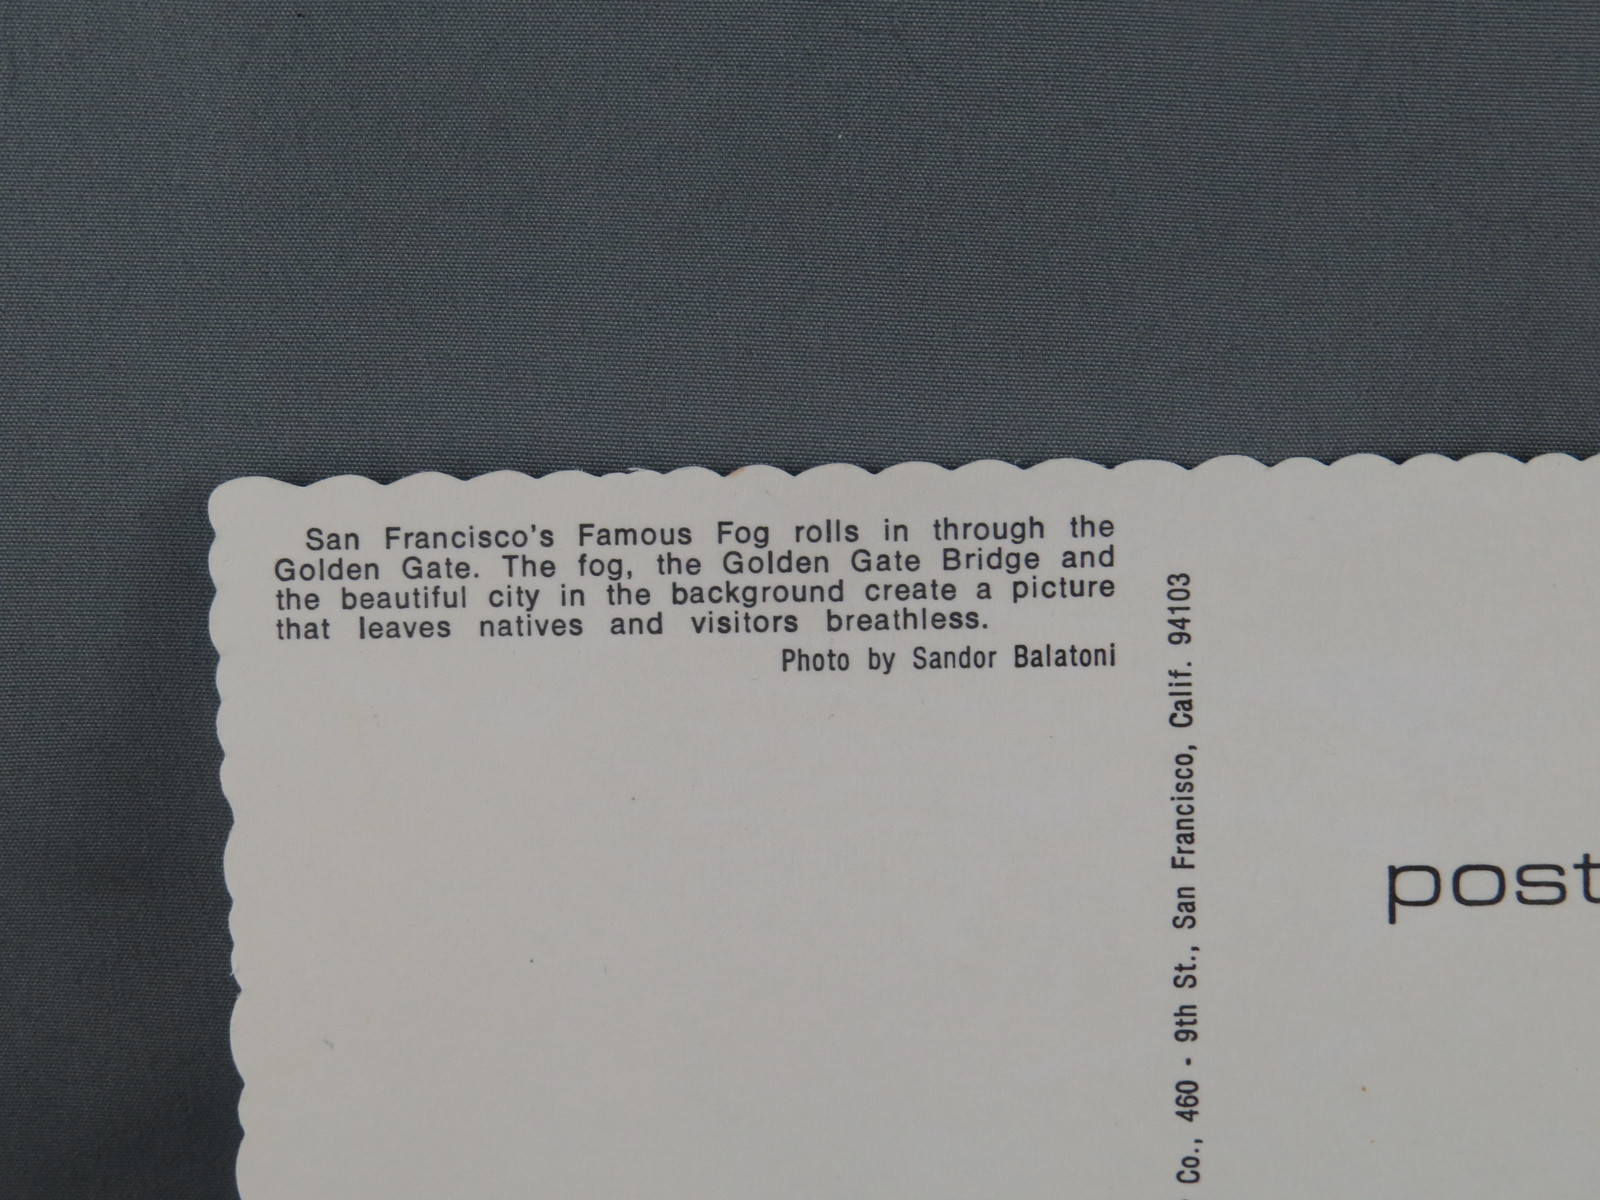 San Francisco's Famous Fog rolls in through the
Golden Gate. The fog, the Golden Gate Bridge and
the beautiful city in the background create a picture
that leaves natives and visitors breathless.
Photo by Sandor Balatoni
Co., 460 - 9th St., San Francisco, Calif. 94103
post